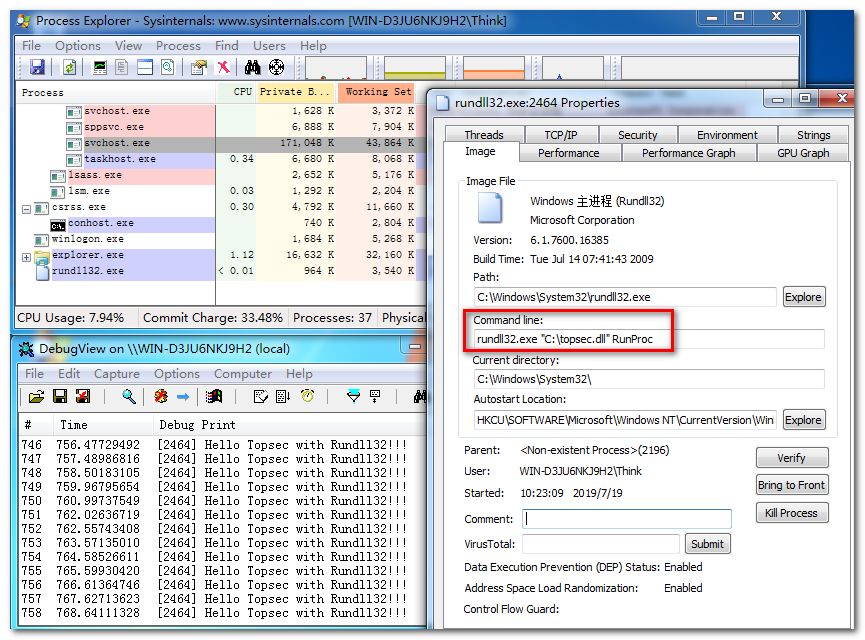 Process Explorer - Sysinternals: www.sysinternals.com [WIN-D3JU6NKJ9H2\Think]
File Options View Process Find Users Help
Process CPU Private B... Working Set
svchost.exe 1,628 K 3,372 K
sppsvc.exe 6,888 K 7,904 K
svchost.exe 171,048 K 43,864 K
taskhost.exe 0.34 6,680 K 8,068 K
lsass.exe 2,652 K 5,176 K
lsm.exe 0.03 1,292 K 2,204 K
csrss.exe 0.30 4,792 K 11,660 K
conhost.exe 740 K 2,804 K
winlogon.exe 1,684 K 5,268 K
explorer.exe 1.12 16,632 K 32,160 K
rundll32.exe < 0.01 964 K 3,540 K
CPU Usage: 7.94% Commit Charge: 33.48% Processes: 37 Physical
DebugView on \\WIN-D3JU6NKJ9H2 (local)
File Edit Capture Options Computer Help
# Time Debug Print
746 756.47729492 [2464] Hello Topsec with Rundll32!!!
747 757.48986816 [2464] Hello Topsec with Rundll32!!!
748 758.50183105 [2464] Hello Topsec with Rundll32!!!
749 759.96795654 [2464] Hello Topsec with Rundll32!!!
750 760.99737549 [2464] Hello Topsec with Rundll32!!!
751 762.02636719 [2464] Hello Topsec with Rundll32!!!
752 762.55743408 [2464] Hello Topsec with Rundll32!!!
753 763.57135010 [2464] Hello Topsec with Rundll32!!!
754 764.58526611 [2464] Hello Topsec with Rundll32!!!
755 765.59930420 [2464] Hello Topsec with Rundll32!!!
756 766.61364746 [2464] Hello Topsec with Rundll32!!!
757 767.62713623 [2464] Hello Topsec with Rundll32!!!
758 768.64111328 [2464] Hello Topsec with Rundll32!!!
rundll32.exe:2464 Properties
Threads TCP/IP Security Environment Strings
Image Performance Performance Graph GPU Graph
Image File
Windows 主进程 (Rundll32)
Microsoft Corporation
Version: 6.1.7600.16385
Build Time: Tue Jul 14 07:41:43 2009
Path:
C:\Windows\System32\rundll32.exe Explore
Command line:
rundll32.exe "C:\topsec.dll" RunProc
Current directory:
C:\Windows\System32\
Autostart Location:
HKCU\SOFTWARE\Microsoft\Windows NT\CurrentVersion\Win Explore
Parent: <Non-existent Process>(2196)
Verify
User: WIN-D3JU6NKJ9H2\Think
Bring to Front
Started: 10:23:09 2019/7/19
Kill Process
Comment:
VirusTotal: Submit
Data Execution Prevention (DEP) Status: Enabled
Address Space Load Randomization: Enabled
Control Flow Guard: